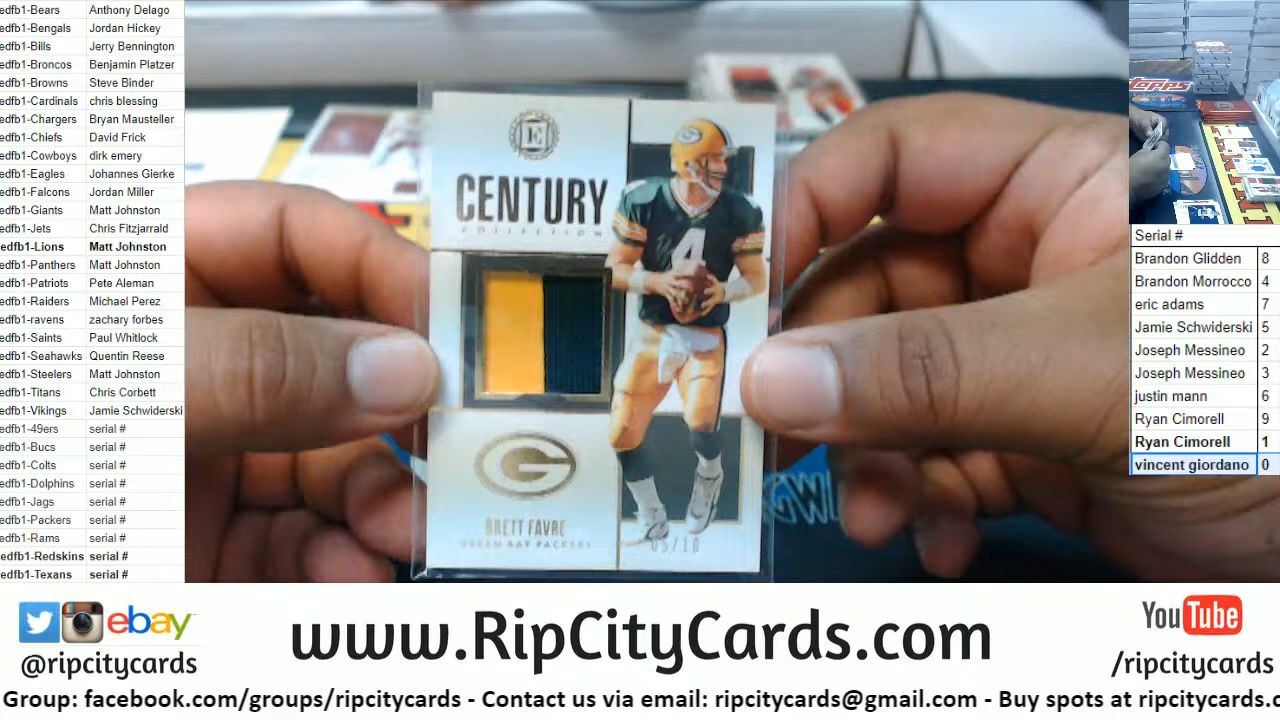 edfb1-Bears Anthony Delago
edfb1-Bengals Jordan Hickey
edfb1-Bills Jerry Bennington
edfb1-Broncos Benjamin Platzer
edfb1-Browns Steve Binder
edfb1-Cardinals chris blessing
edfb1-Chargers Bryan Mausteller
edfb1-Chiefs David Frick
edfb1-Cowboys dirk emery
edfb1-Eagles Johannes Gierke
edfb1-Falcons Jordan Miller
edfb1-Giants Matt Johnston
edfb1-Jets Chris Fitzjarrald
edfb1-Lions Matt Johnston
edfb1-Panthers Matt Johnston
edfb1-Patriots Pete Aleman
edfb1-Raiders Michael Perez
edfb1-ravens zachary forbes
edfb1-Saints Paul Whitlock
edfb1-Seahawks Quentin Reese
edfb1-Steelers Matt Johnston
edfb1-Titans Chris Corbett
edfb1-Vikings Jamie Schwiderski
edfb1-49ers serial #
edfb1-Bucs serial #
edfb1-Colts serial #
edfb1-Dolphins serial #
edfb1-Jags serial #
edfb1-Packers serial #
edfb1-Rams serial #
edfb1-Redskins serial #
edfb1-Texans serial #
E
CENTURY
COLLECTION
4
G
BRETT FAVRE
GREEN BAY PACKERS
TOPPS
Serial #
Brandon Glidden 8
Brandon Morrocco 4
eric adams 7
Jamie Schwiderski 5
Joseph Messineo 2
Joseph Messineo 3
justin mann 6
Ryan Cimorell 9
Ryan Cimorell 1
vincent giordano 0
ebay
@ripcitycards
www.RipCityCards.com
YouTube
/ripcitycards
Group: facebook.com/groups/ripcitycards - Contact us via email: ripcitycards@gmail.com - Buy spots at ripcitycards.c